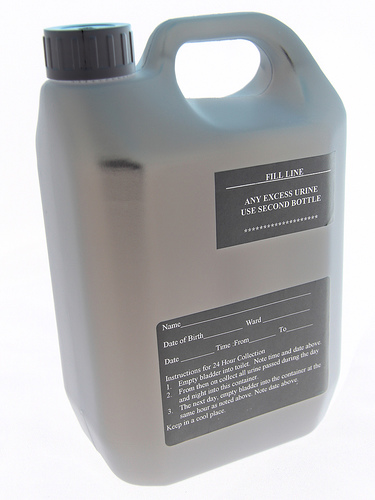 FILL LINE
ANY EXCESS URINE
USE SECOND BOTTLE
*******************
Name Ward
Date of Birth
Date Time :From To
Instructions for 24 Hour Collection
1. Empty bladder into toilet. Note time and date above.
2. From then on collect all urine passed during the day
and night into this container.
3. The next day, empty bladder into the container at the
same hour as noted above. Note date above.
Keep in a cool place.